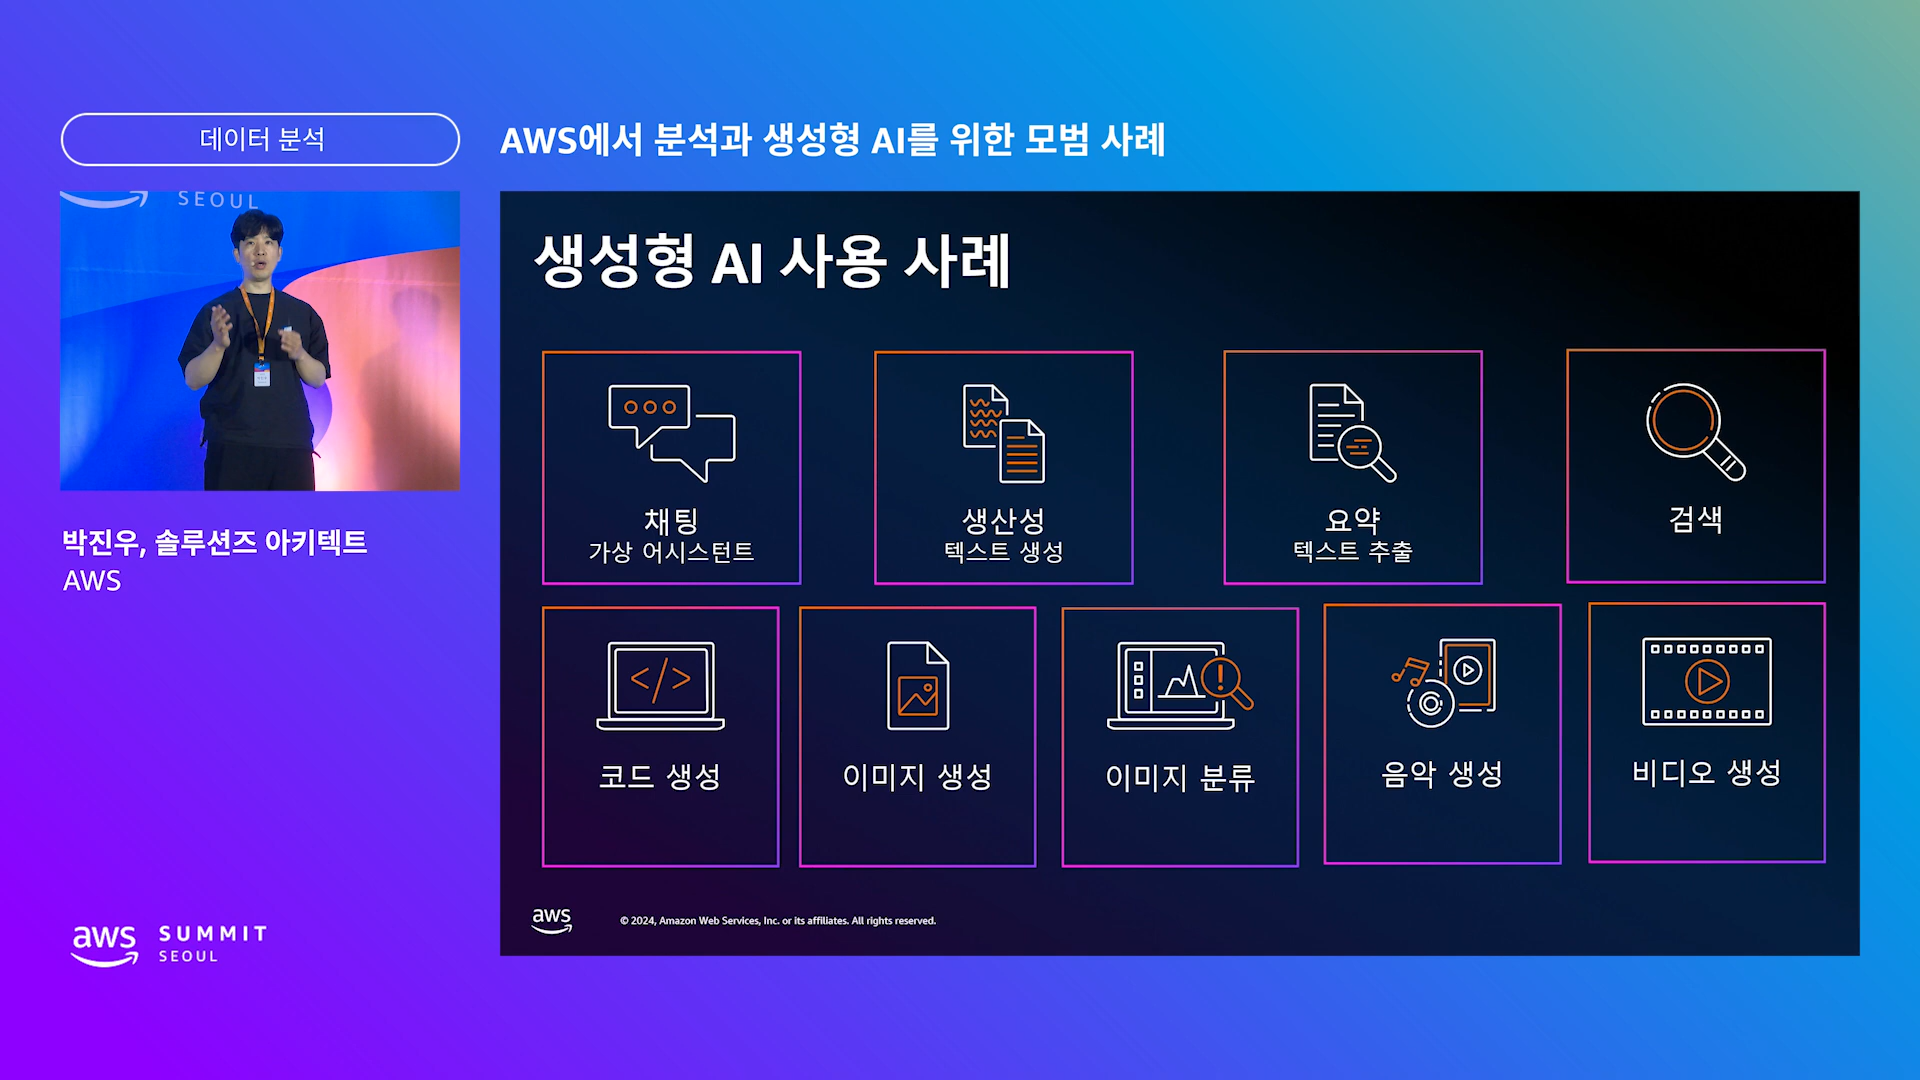 데이터 분석
AWS에서 분석과 생성형 AI를 위한 모범 사례
SEOUL
박진우, 솔루션즈 아키텍트
AWS
생성형 AI 사용 사례
채팅
가상 어시스턴트
생산성
텍스트 생성
요약
텍스트 추출
검색
코드 생성
이미지 생성
이미지 분류
음악 생성
비디오 생성
aws
© 2024, Amazon Web Services, Inc. or its affiliates. All rights reserved.
aws SUMMIT
SEOUL